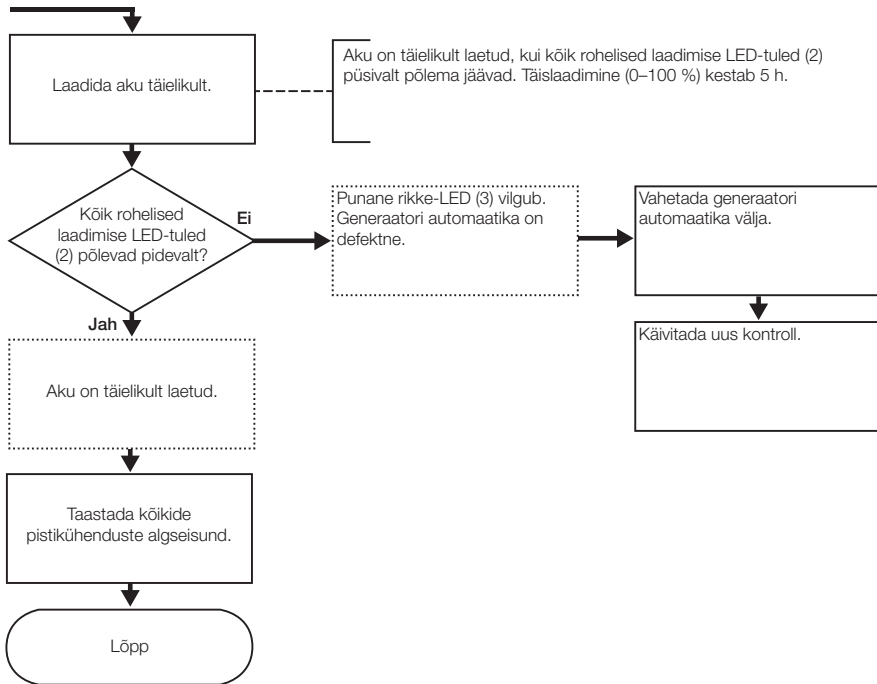 Laadida aku täielikult.
Aku on täielikult laetud, kui kõik rohelised laadimise LED-tuled (2)
püsivalt põlema jäävad. Täislaadimine (0–100 %) kestab 5 h.
Kõik rohelised
laadimise LED-tuled
(2) põlevad pidevalt?
Ei
Punane rikke-LED (3) vilgub.
Generaatori automaatika on
defektne.
Vahetada generaatori
automaatika välja.
Käivitada uus kontroll.
Jah
Aku on täielikult laetud.
Taastada kõikide
pistikühenduste algseisund.
Lõpp